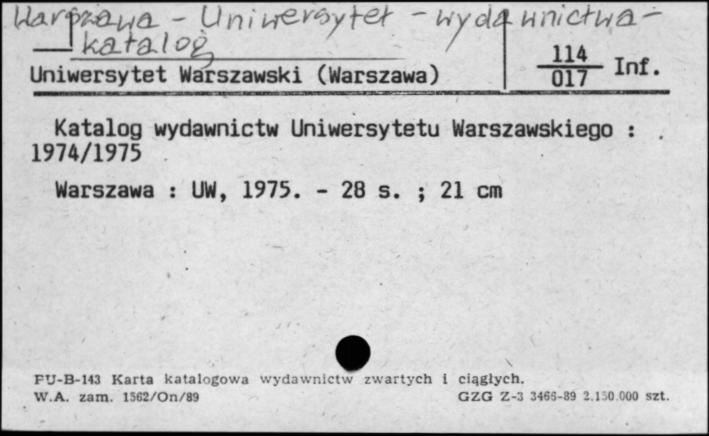 Warszawa - Uniwersytet - wydawnictwa -
katalog
Uniwersytet Warszawski (Warszawa)
114
017 Inf.
Katalog wydawnictw Uniwersytetu Warszawskiego :
1974/1975
Warszawa : UW, 1975. - 28 s. ; 21 cm
PU-B-143 Karta katalogowa wydawnictw zwartych i ciągłych.
W.A. zam. 1562/On/89 GZG Z-3 3466-89 2.150.000 szt.